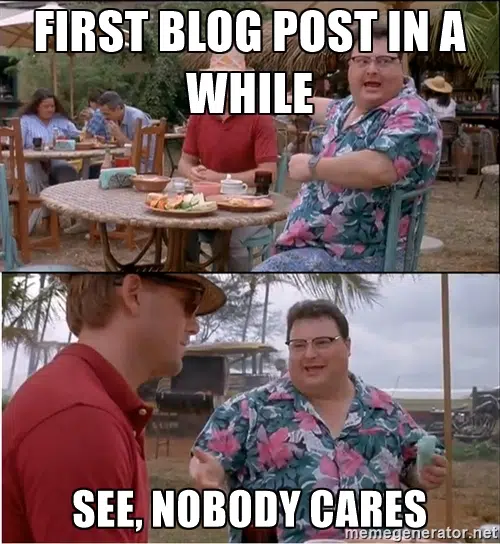 FIRST BLOG POST IN A
WHILE
SEE, NOBODY CARES
memegenerator.net